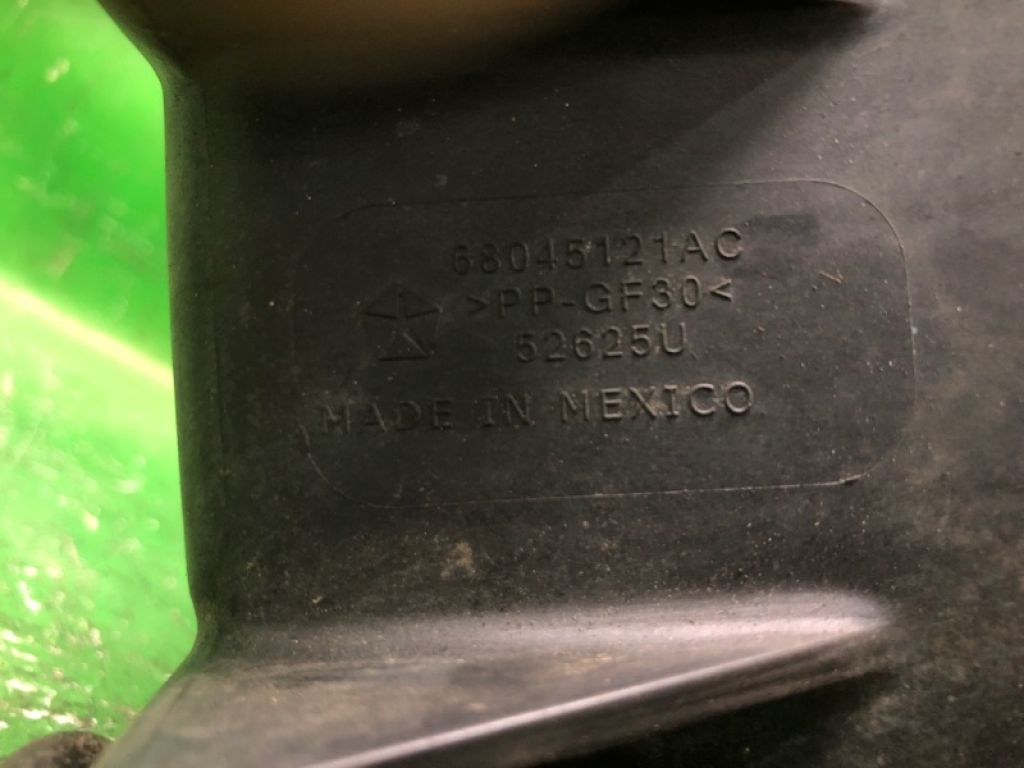 68045121AC
>PP-GF30<
52625U
MADE IN MEXICO